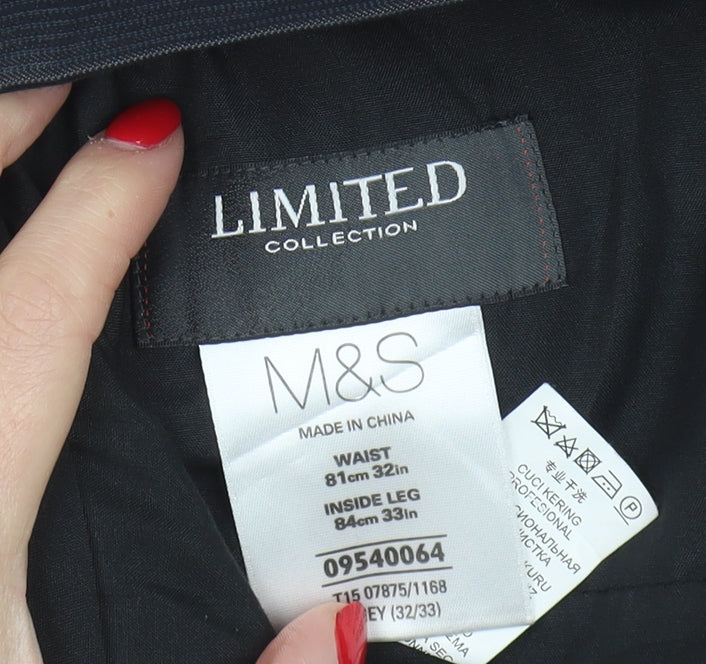 LIMITED
COLLECTION
M&S
MADE IN CHINA
WAIST
81cm 32in
INSIDE LEG
84cm 33in
09540064
T15 07875/1168
(32/33)
P
专业干洗
CUCI KERING
PROFESIONAL